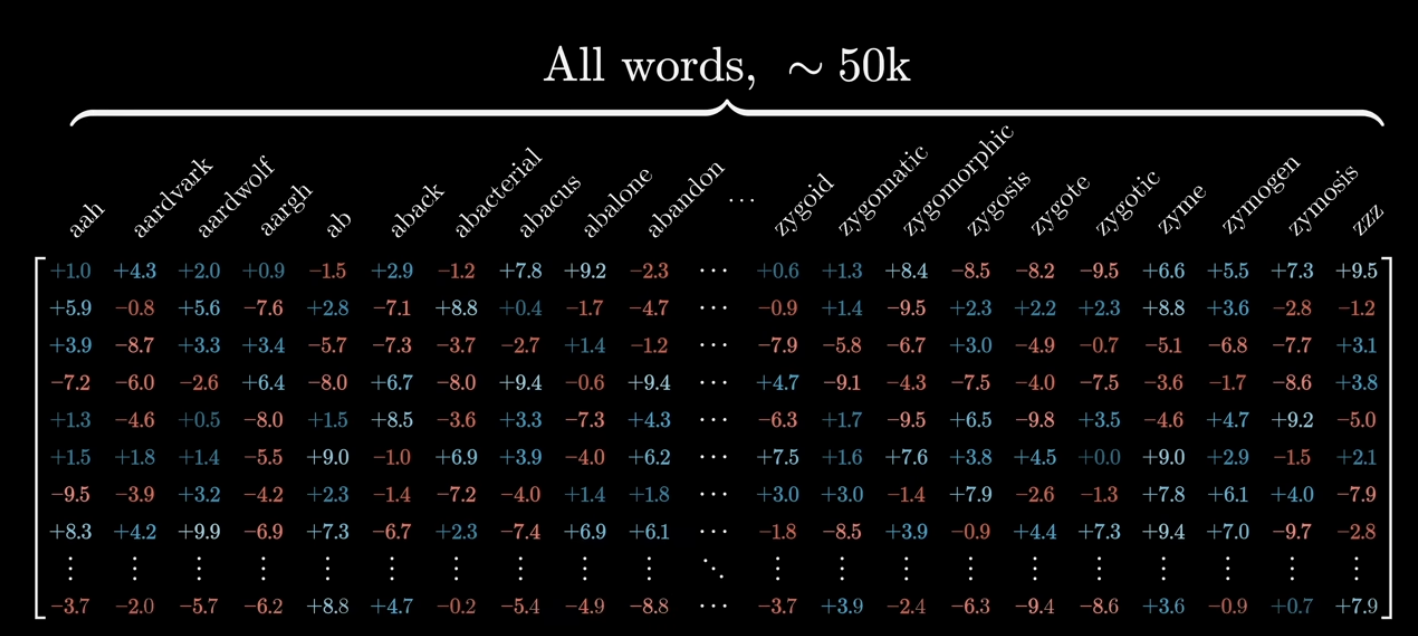 All words, ~ 50k
aah aardvark aardwolf aargh ab aback abacterial abacus abalone abandon ... zygoid zygomatic zygomorphic zygosis zygote zygotic zyme zymogen zymosis zzz
+1.0 +4.3 +2.0 +0.9 −1.5 +2.9 −1.2 +7.8 +9.2 −2.3 ... +0.6 +1.3 +8.4 −8.5 −8.2 −9.5 +6.6 +5.5 +7.3 +9.5
+5.9 −0.8 +5.6 −7.6 +2.8 −7.1 +8.8 +0.4 −1.7 −4.7 ... −0.9 +1.4 −9.5 +2.3 +2.2 +2.3 +8.8 +3.6 −2.8 −1.2
+3.9 −8.7 +3.3 +3.4 −5.7 −7.3 −3.7 −2.7 +1.4 −1.2 ... −7.9 −5.8 −6.7 +3.0 −4.9 −0.7 −5.1 −6.8 −7.7 +3.1
−7.2 −6.0 −2.6 +6.4 −8.0 +6.7 −8.0 +9.4 −0.6 +9.4 ... +4.7 −9.1 −4.3 −7.5 −4.0 −7.5 −3.6 −1.7 −8.6 +3.8
+1.3 −4.6 +0.5 −8.0 +1.5 +8.5 −3.6 +3.3 −7.3 +4.3 ... −6.3 +1.7 −9.5 +6.5 −9.8 +3.5 −4.6 +4.7 +9.2 −5.0
+1.5 +1.8 +1.4 −5.5 +9.0 −1.0 +6.9 +3.9 −4.0 +6.2 ... +7.5 +1.6 +7.6 +3.8 +4.5 +0.0 +9.0 +2.9 −1.5 +2.1
−9.5 −3.9 +3.2 −4.2 +2.3 −1.4 −7.2 −4.0 +1.4 +1.8 ... +3.0 +3.0 −1.4 +7.9 −2.6 −1.3 +7.8 +6.1 +4.0 −7.9
+8.3 +4.2 +9.9 −6.9 +7.3 −6.7 +2.3 −7.4 +6.9 +6.1 ... −1.8 −8.5 +3.9 −0.9 +4.4 +7.3 +9.4 +7.0 −9.7 −2.8
⋮ ⋮ ⋮ ⋮ ⋮ ⋮ ⋮ ⋮ ⋮ ⋮ ⋱ ⋮ ⋮ ⋮ ⋮ ⋮ ⋮ ⋮ ⋮ ⋮ ⋮
−3.7 −2.0 −5.7 −6.2 +8.8 +4.7 −0.2 −5.4 −4.9 −8.8 ... −3.7 +3.9 −2.4 −6.3 −9.4 −8.6 +3.6 −0.9 +0.7 +7.9